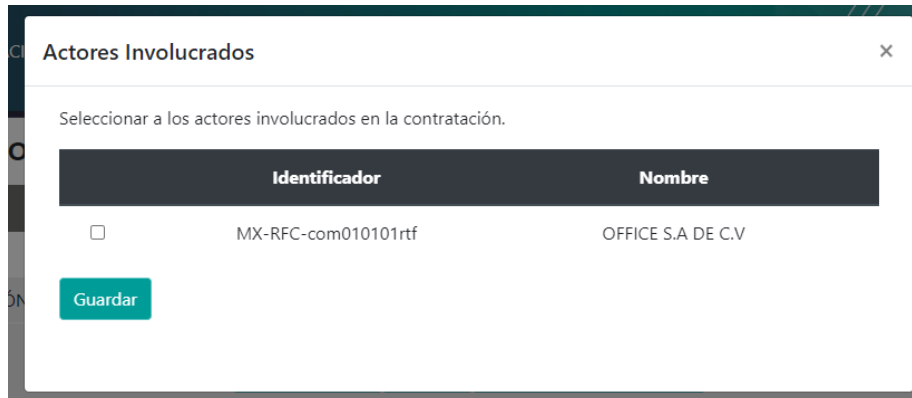 Actores Involucrados
×
Seleccionar a los actores involucrados en la contratación.
Identificador Nombre
MX-RFC-com010101rtf OFFICE S.A DE C.V
Guardar